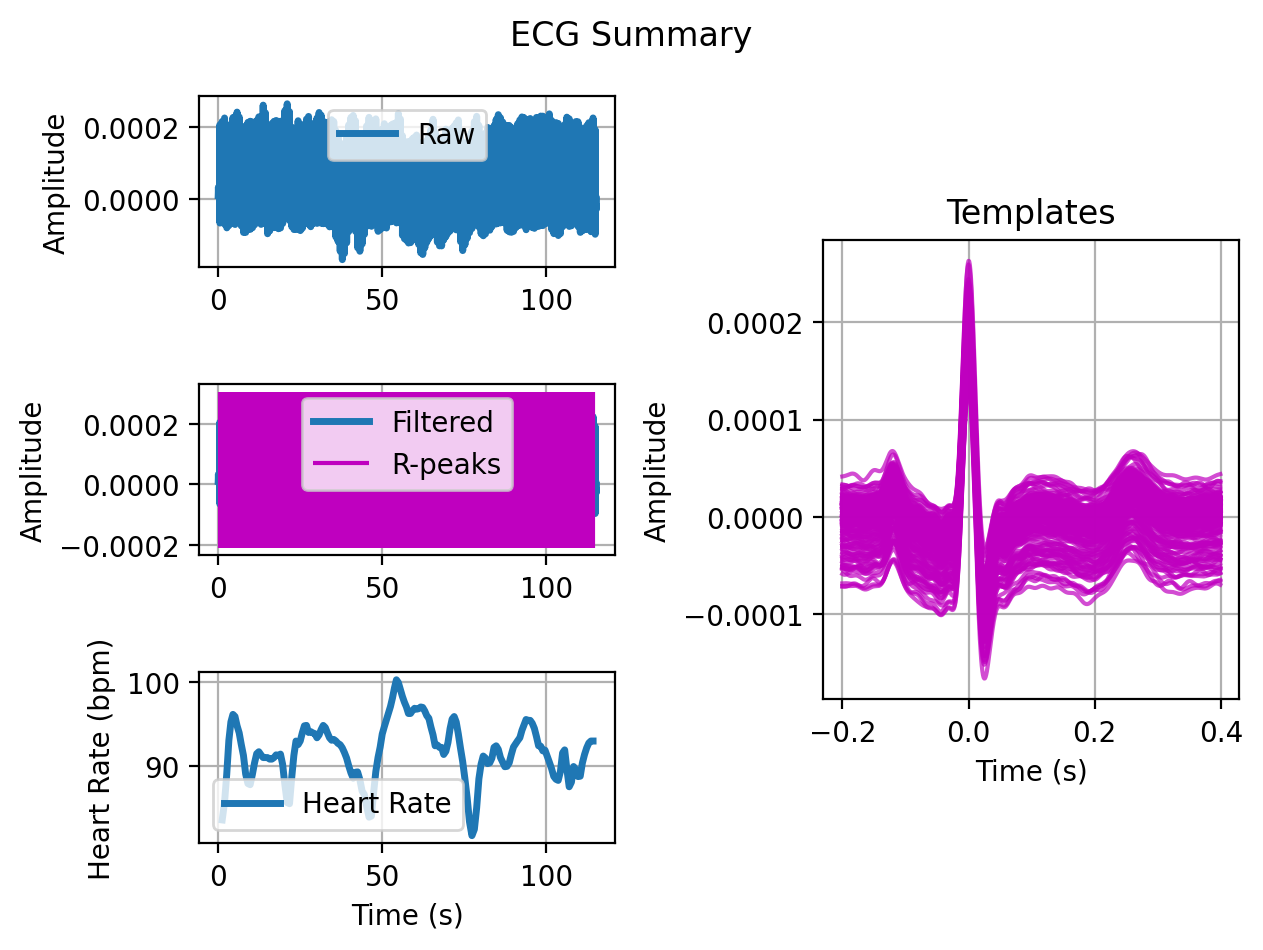 ECG Summary
Amplitude
0.0002
0.0000
Raw
0
50
100
Amplitude
0.0002
0.0000
−0.0002
Filtered
R-peaks
0
50
100
Heart Rate (bpm)
100
90
Heart Rate
0
50
100
Time (s)
Templates
Amplitude
0.0002
0.0001
0.0000
−0.0001
−0.2
0.0
0.2
0.4
Time (s)